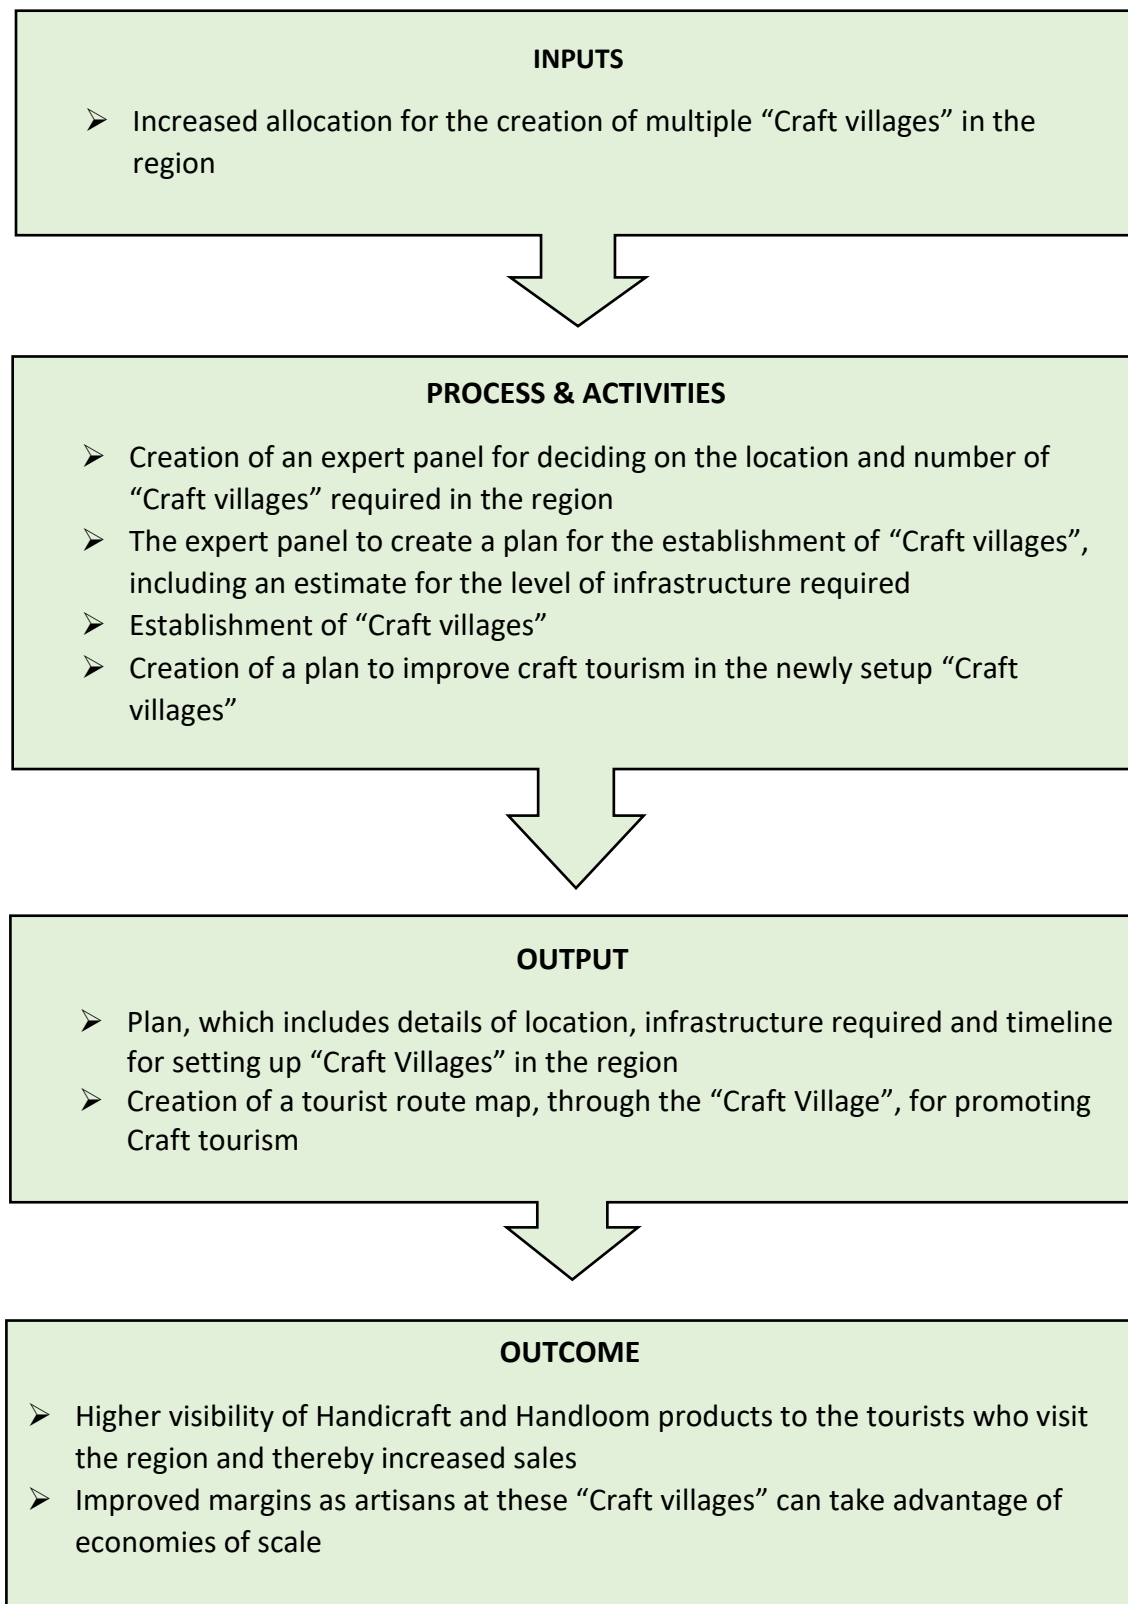 INPUTS
➢ Increased allocation for the creation of multiple “Craft villages” in the
region
PROCESS & ACTIVITIES
➢ Creation of an expert panel for deciding on the location and number of
“Craft villages” required in the region
➢ The expert panel to create a plan for the establishment of “Craft villages”,
including an estimate for the level of infrastructure required
➢ Establishment of “Craft villages”
➢ Creation of a plan to improve craft tourism in the newly setup “Craft
villages”
OUTPUT
➢ Plan, which includes details of location, infrastructure required and timeline
for setting up “Craft Villages” in the region
➢ Creation of a tourist route map, through the “Craft Village”, for promoting
Craft tourism
OUTCOME
➢ Higher visibility of Handicraft and Handloom products to the tourists who visit
the region and thereby increased sales
➢ Improved margins as artisans at these “Craft villages” can take advantage of
economies of scale